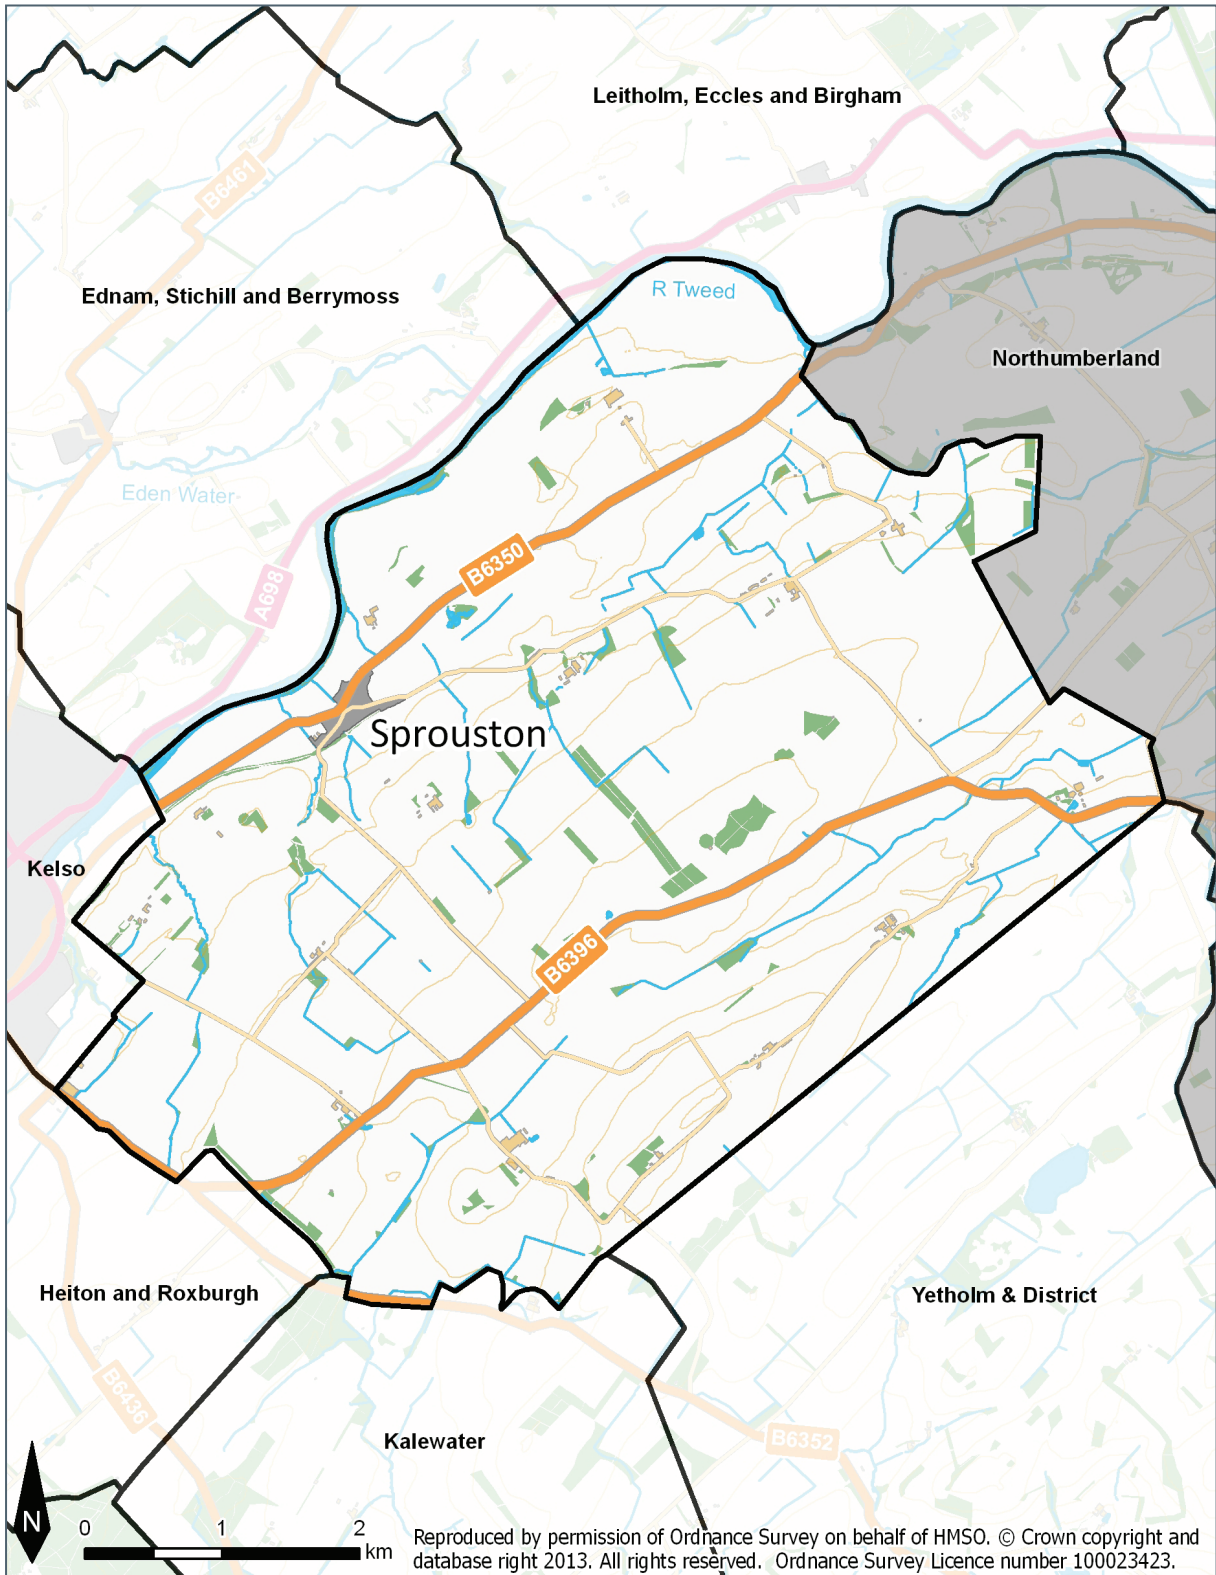 Leitholm, Eccles and Birgham
B6461
R Tweed
Ednam, Stichill and Berrymoss
Northumberland
Eden Water
B6350
A698
Sprouston
Kelso
B6396
Heiton and Roxburgh
Yetholm & District
B6436
Kalewater
B6352
N
0 1 2
km
Reproduced by permission of Ordnance Survey on behalf of HMSO. © Crown copyright and
database right 2013. All rights reserved. Ordnance Survey Licence number 100023423.